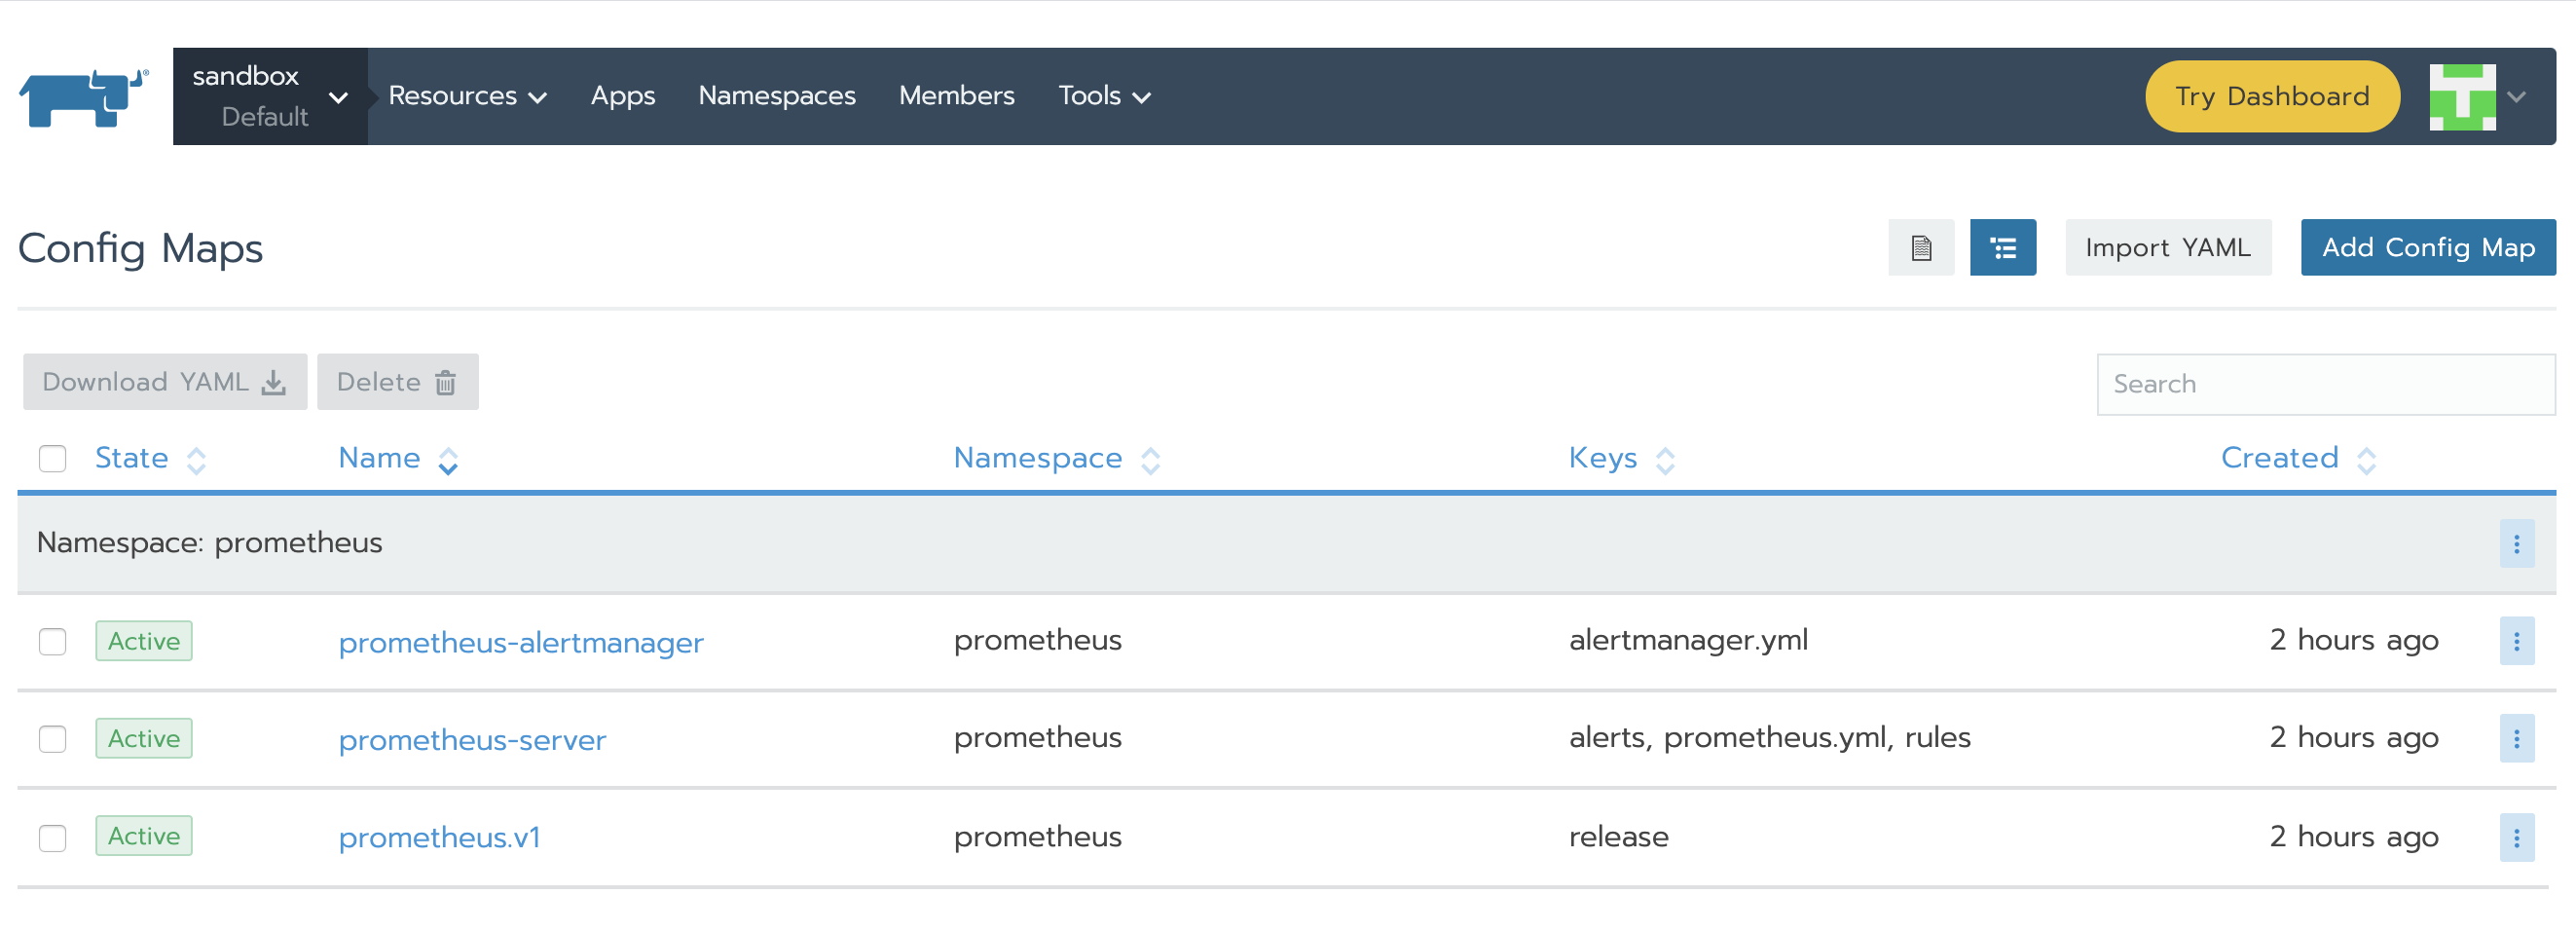 sandbox
Default
Resources Apps Namespaces Members Tools Try Dashboard
Config Maps Import YAML Add Config Map
Download YAML Delete Search
State Name Namespace Keys Created
Namespace: prometheus
Active prometheus-alertmanager prometheus alertmanager.yml 2 hours ago
Active prometheus-server prometheus alerts, prometheus.yml, rules 2 hours ago
Active prometheus.v1 prometheus release 2 hours ago